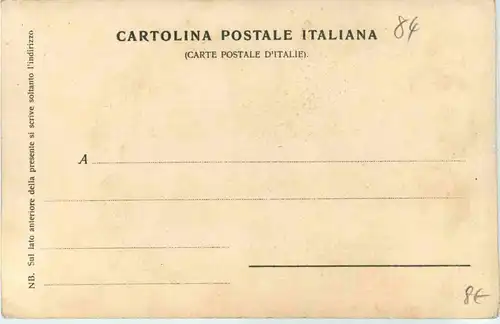 CARTOLINA POSTALE ITALIANA
84
(CARTE POSTALE D'ITALIE).
NB. Sul lato anteriore della presente si scrive soltanto l'indirizzo
A
8€